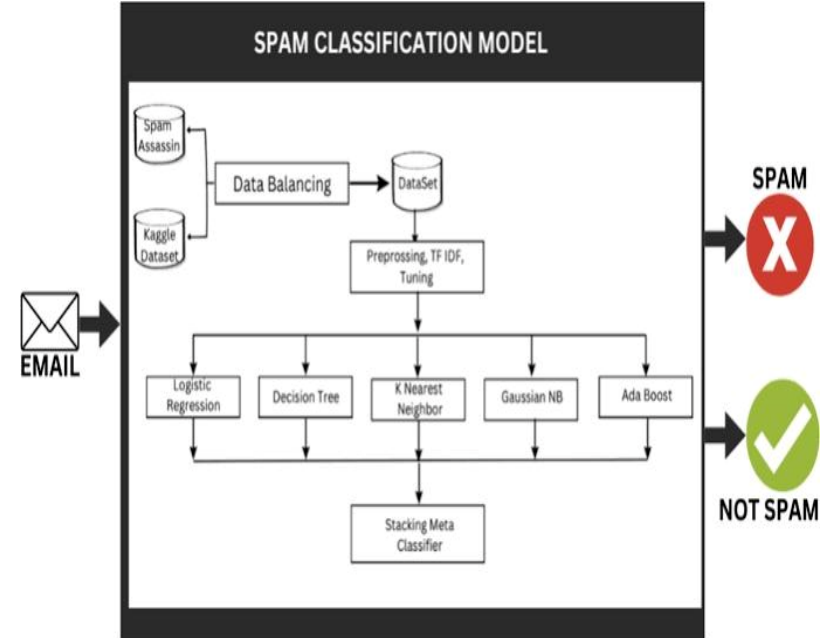 SPAM CLASSIFICATION MODEL
Spam
Assassin
Data Balancing
DataSet
Kaggle
Dataset
Preprossing, TF IDF,
Tuning
EMAIL
Logistic
Regression
Decision Tree
K Nearest
Neighbor
Gaussian NB
Ada Boost
Stacking Meta
Classifier
SPAM
X
NOT SPAM